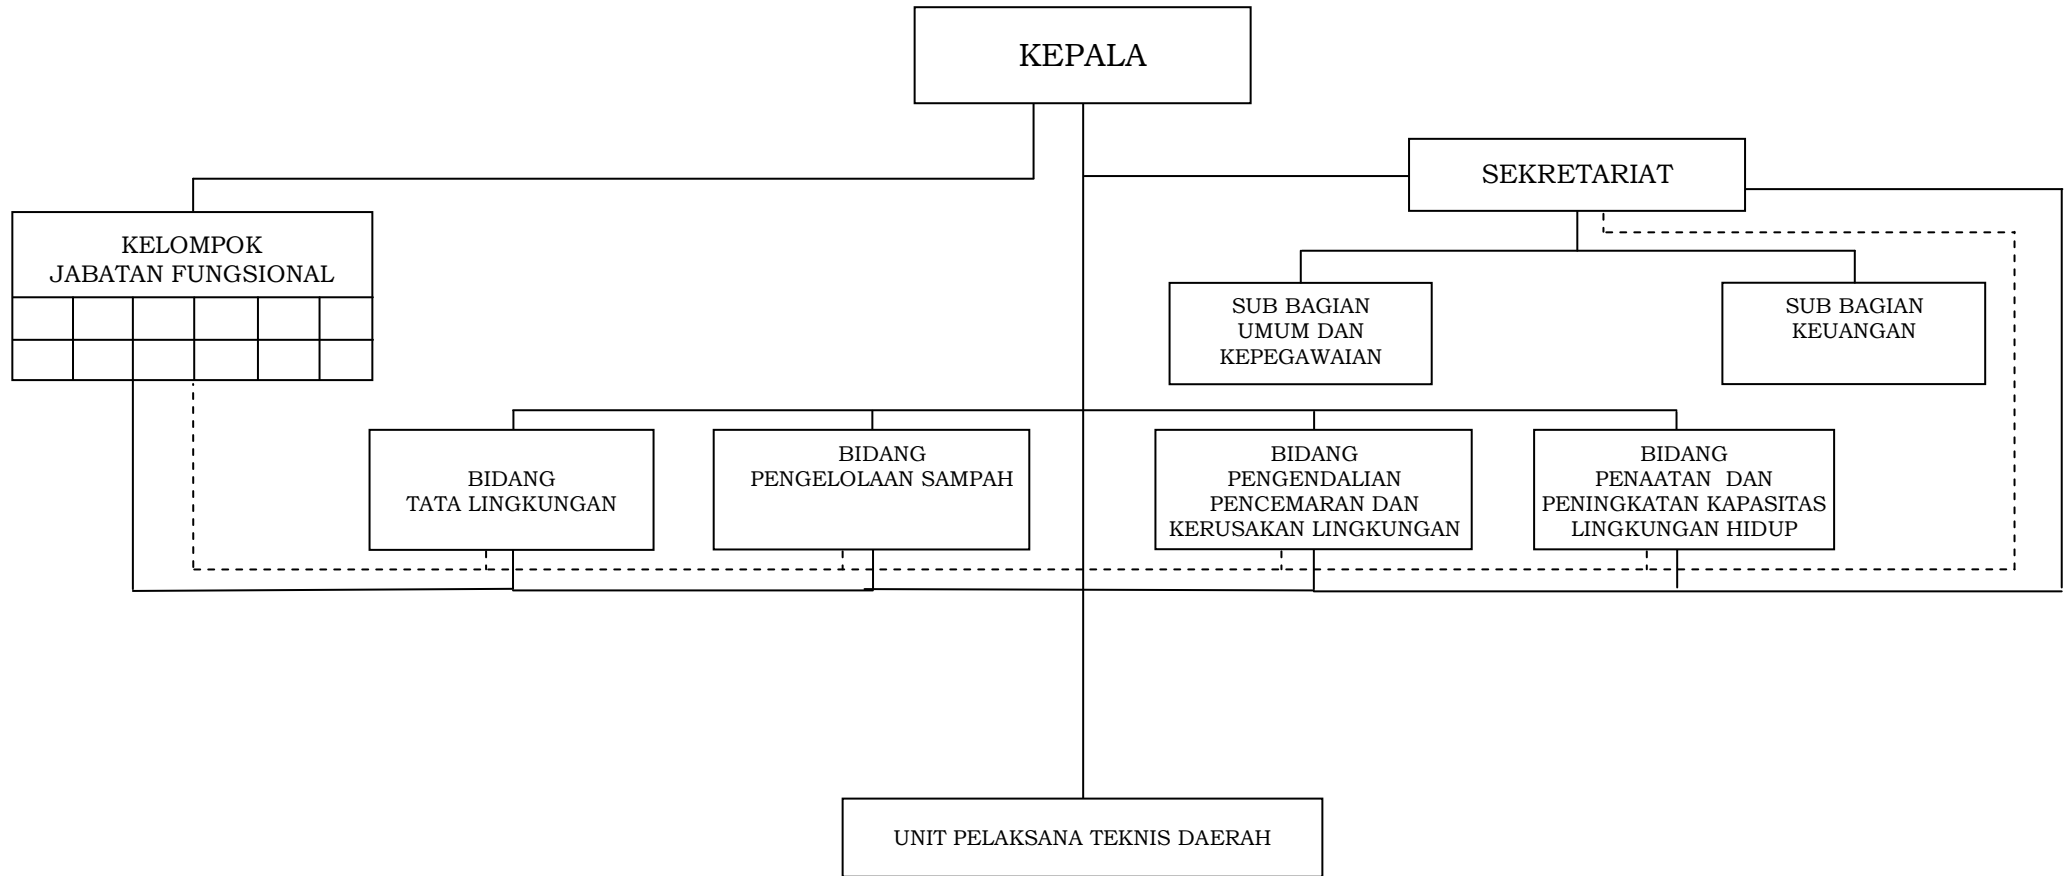 KEPALA
SEKRETARIAT
KELOMPOK
JABATAN FUNGSIONAL
SUB BAGIAN
UMUM DAN
KEPEGAWAIAN
SUB BAGIAN
KEUANGAN
BIDANG
TATA LINGKUNGAN
BIDANG
PENGELOLAAN SAMPAH
BIDANG
PENGENDALIAN
PENCEMARAN DAN
KERUSAKAN LINGKUNGAN
BIDANG
PENAATAN DAN
PENINGKATAN KAPASITAS
LINGKUNGAN HIDUP
UNIT PELAKSANA TEKNIS DAERAH